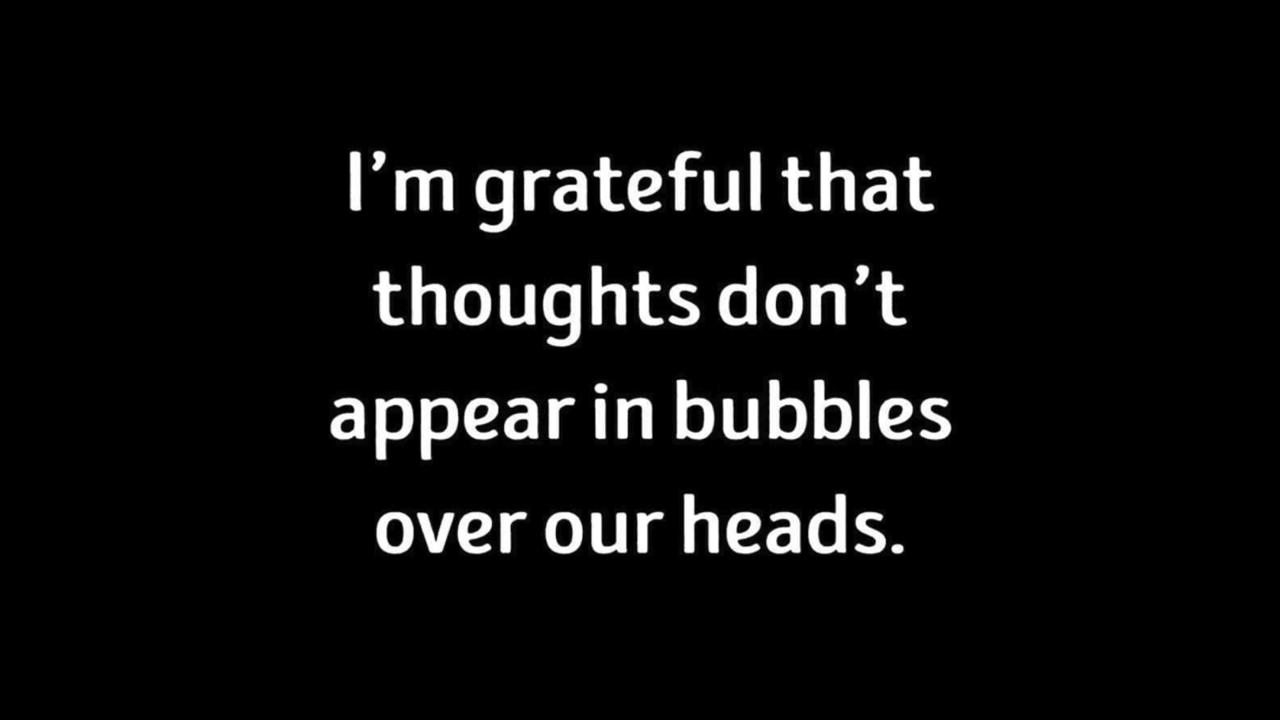 I’m grateful that
thoughts don’t
appear in bubbles
over our heads.